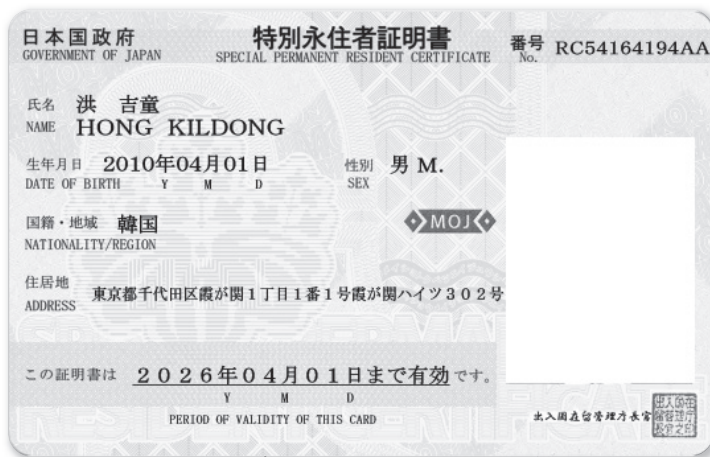 日本国政府 特別永住者証明書 番号 RC54164194AA
GOVERNMENT OF JAPAN SPECIAL PERMANENT RESIDENT CERTIFICATE No.
氏名 洪 吉童
NAME HONG KILDONG
生年月日 2010年04月01日 性別 男 M.
DATE OF BIRTH Y M D SEX
国籍・地域 韓国 MOJ
NATIONALITY/REGION
住居地
ADDRESS 東京都千代田区霞が関1丁目1番1号霞が関ハイツ302号
この証明書は 2026年04月01日まで有効です。
Y M D
PERIOD OF VALIDITY OF THIS CARD
出入国在留管理庁長官